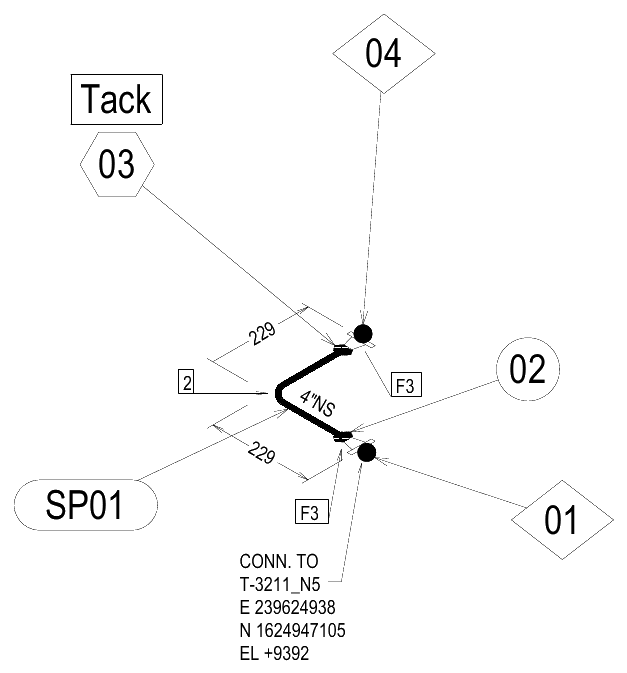 04
Tack
03
229
2
F3
02
4"NS
229
SP01
F3
01
CONN. TO
T-3211_N5
E 239624938
N 1624947105
EL +9392